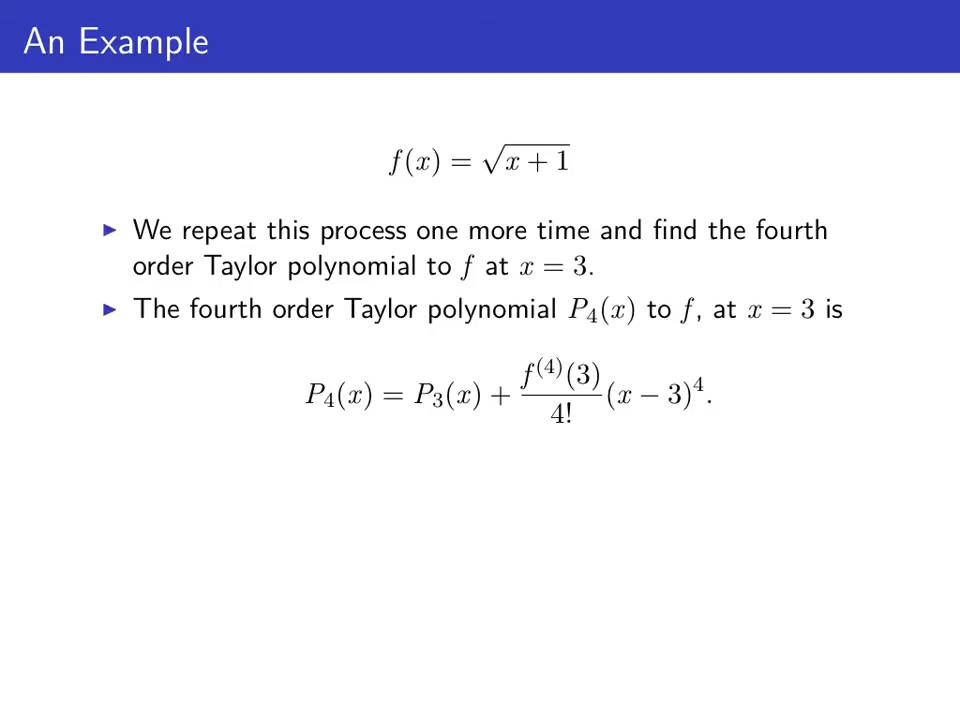 An Example
f(x) = √(x + 1)
▶ We repeat this process one more time and find the fourth
order Taylor polynomial to f at x = 3.
▶ The fourth order Taylor polynomial P₄(x) to f, at x = 3 is
P₄(x) = P₃(x) + f⁽⁴⁾(3)/4! (x − 3)⁴.